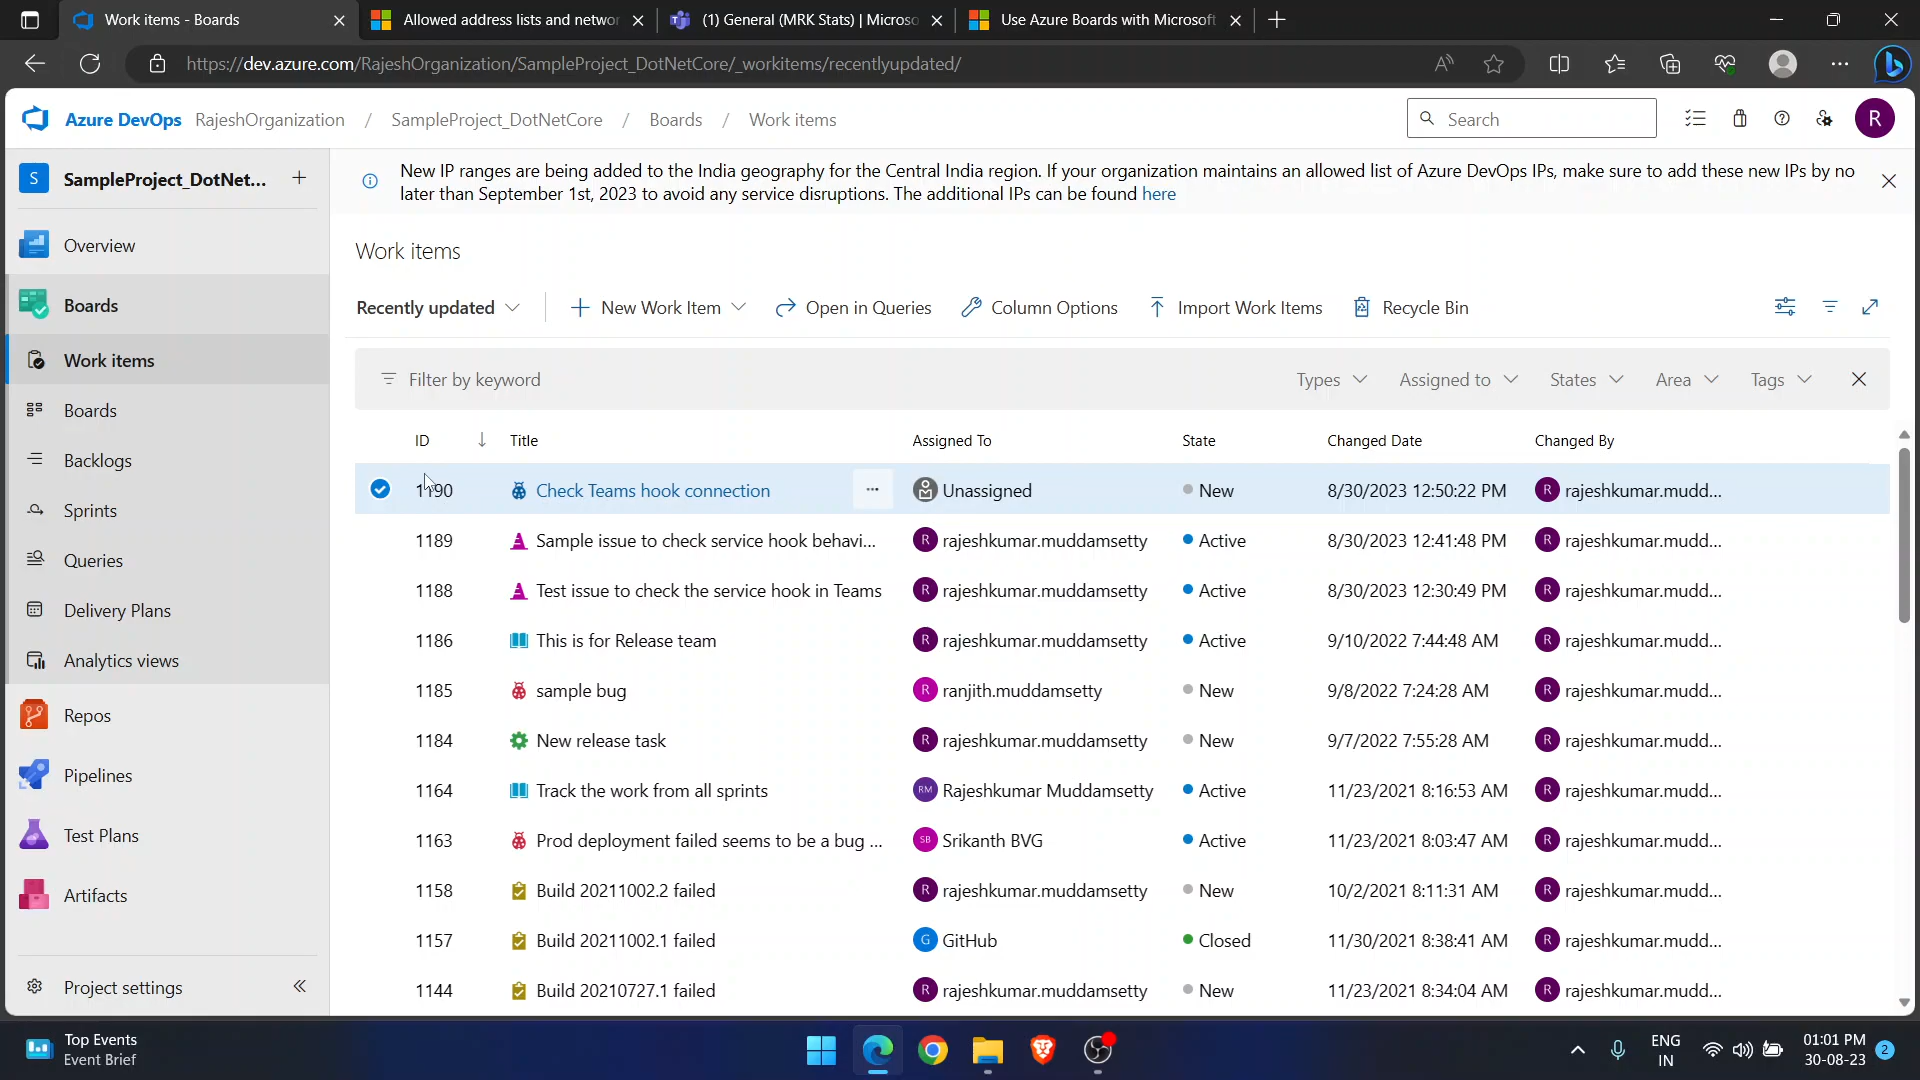 Work items - Boards
Allowed address lists and networ
(1) General (MRK Stats) | Microso
Use Azure Boards with Microsoft
https://dev.azure.com/RajeshOrganization/SampleProject_DotNetCore/_workitems/recentlyupdated/
Azure DevOps RajeshOrganization / SampleProject_DotNetCore / Boards / Work items
Search
R
S SampleProject_DotNet...
New IP ranges are being added to the India geography for the Central India region. If your organization maintains an allowed list of Azure DevOps IPs, make sure to add these new IPs by no
later than September 1st, 2023 to avoid any service disruptions. The additional IPs can be found here
Overview
Boards
Work items
Boards
Backlogs
Sprints
Queries
Delivery Plans
Analytics views
Repos
Pipelines
Test Plans
Artifacts
Project settings
Work items
Recently updated New Work Item Open in Queries Column Options Import Work Items Recycle Bin
Filter by keyword Types Assigned to States Area Tags
ID Title Assigned To State Changed Date Changed By
1190 Check Teams hook connection ... Unassigned New 8/30/2023 12:50:22 PM R rajeshkumar.mudd...
1189 Sample issue to check service hook behavi... R rajeshkumar.muddamsetty Active 8/30/2023 12:41:48 PM R rajeshkumar.mudd...
1188 Test issue to check the service hook in Teams R rajeshkumar.muddamsetty Active 8/30/2023 12:30:49 PM R rajeshkumar.mudd...
1186 This is for Release team R rajeshkumar.muddamsetty Active 9/10/2022 7:44:48 AM R rajeshkumar.mudd...
1185 sample bug R ranjith.muddamsetty New 9/8/2022 7:24:28 AM R rajeshkumar.mudd...
1184 New release task R rajeshkumar.muddamsetty New 9/7/2022 7:55:28 AM R rajeshkumar.mudd...
1164 Track the work from all sprints RM Rajeshkumar Muddamsetty Active 11/23/2021 8:16:53 AM R rajeshkumar.mudd...
1163 Prod deployment failed seems to be a bug ... SB Srikanth BVG Active 11/23/2021 8:03:47 AM R rajeshkumar.mudd...
1158 Build 20211002.2 failed R rajeshkumar.muddamsetty New 10/2/2021 8:11:31 AM R rajeshkumar.mudd...
1157 Build 20211002.1 failed G GitHub Closed 11/30/2021 8:38:41 AM R rajeshkumar.mudd...
1144 Build 20210727.1 failed R rajeshkumar.muddamsetty New 11/23/2021 8:34:04 AM R rajeshkumar.mudd...
Top Events
Event Brief
ENG
IN
01:01 PM
30-08-23
2